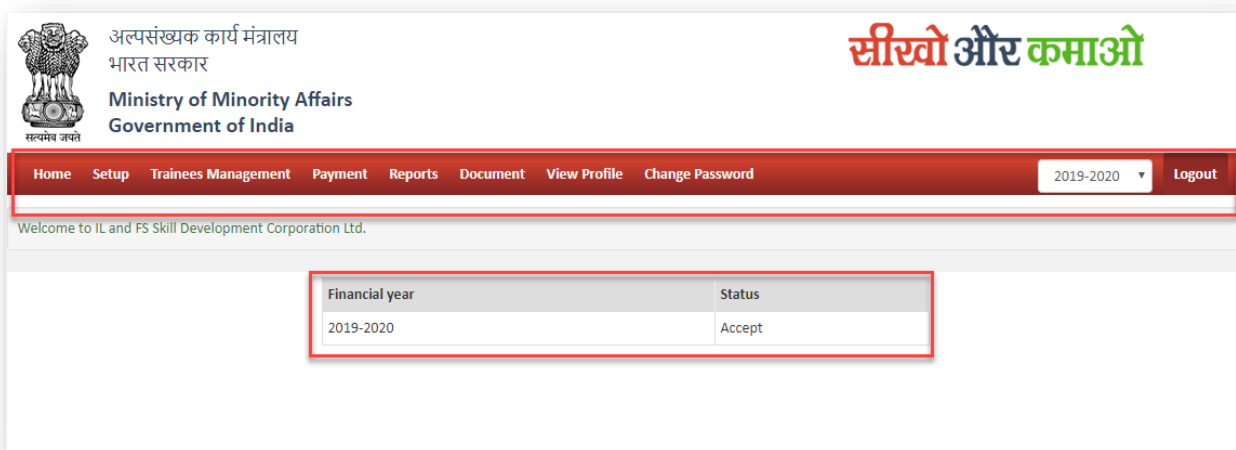 अल्पसंख्यक कार्य मंत्रालय
भारत सरकार
Ministry of Minority Affairs
Government of India
सत्यमेव जयते
सीखो और कमाओ
Home Setup Trainees Management Payment Reports Document View Profile Change Password 2019-2020 Logout
Welcome to IL and FS Skill Development Corporation Ltd.
Financial year Status
2019-2020 Accept